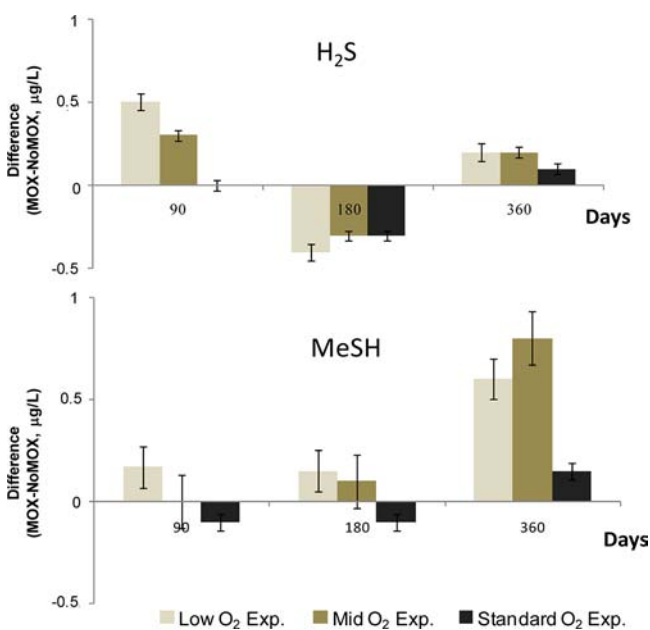 H₂S
Difference
(MOX-NoMOX, µg/L)
1
0.5
0
-0.5
90
180
360
Days
MeSH
Difference
(MOX-NoMOX, µg/L)
1
0.5
0
-0.5
90
180
360
Days
Low O₂ Exp.
Mid O₂ Exp.
Standard O₂ Exp.